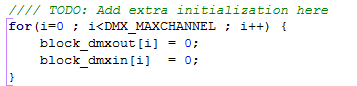 //// TODO: Add extra initialization here
for(i=0 ; i<DMX_MAXCHANNEL ; i++) {
    block_dmxout[i] = 0;
    block_dmxin[i]  = 0;
}